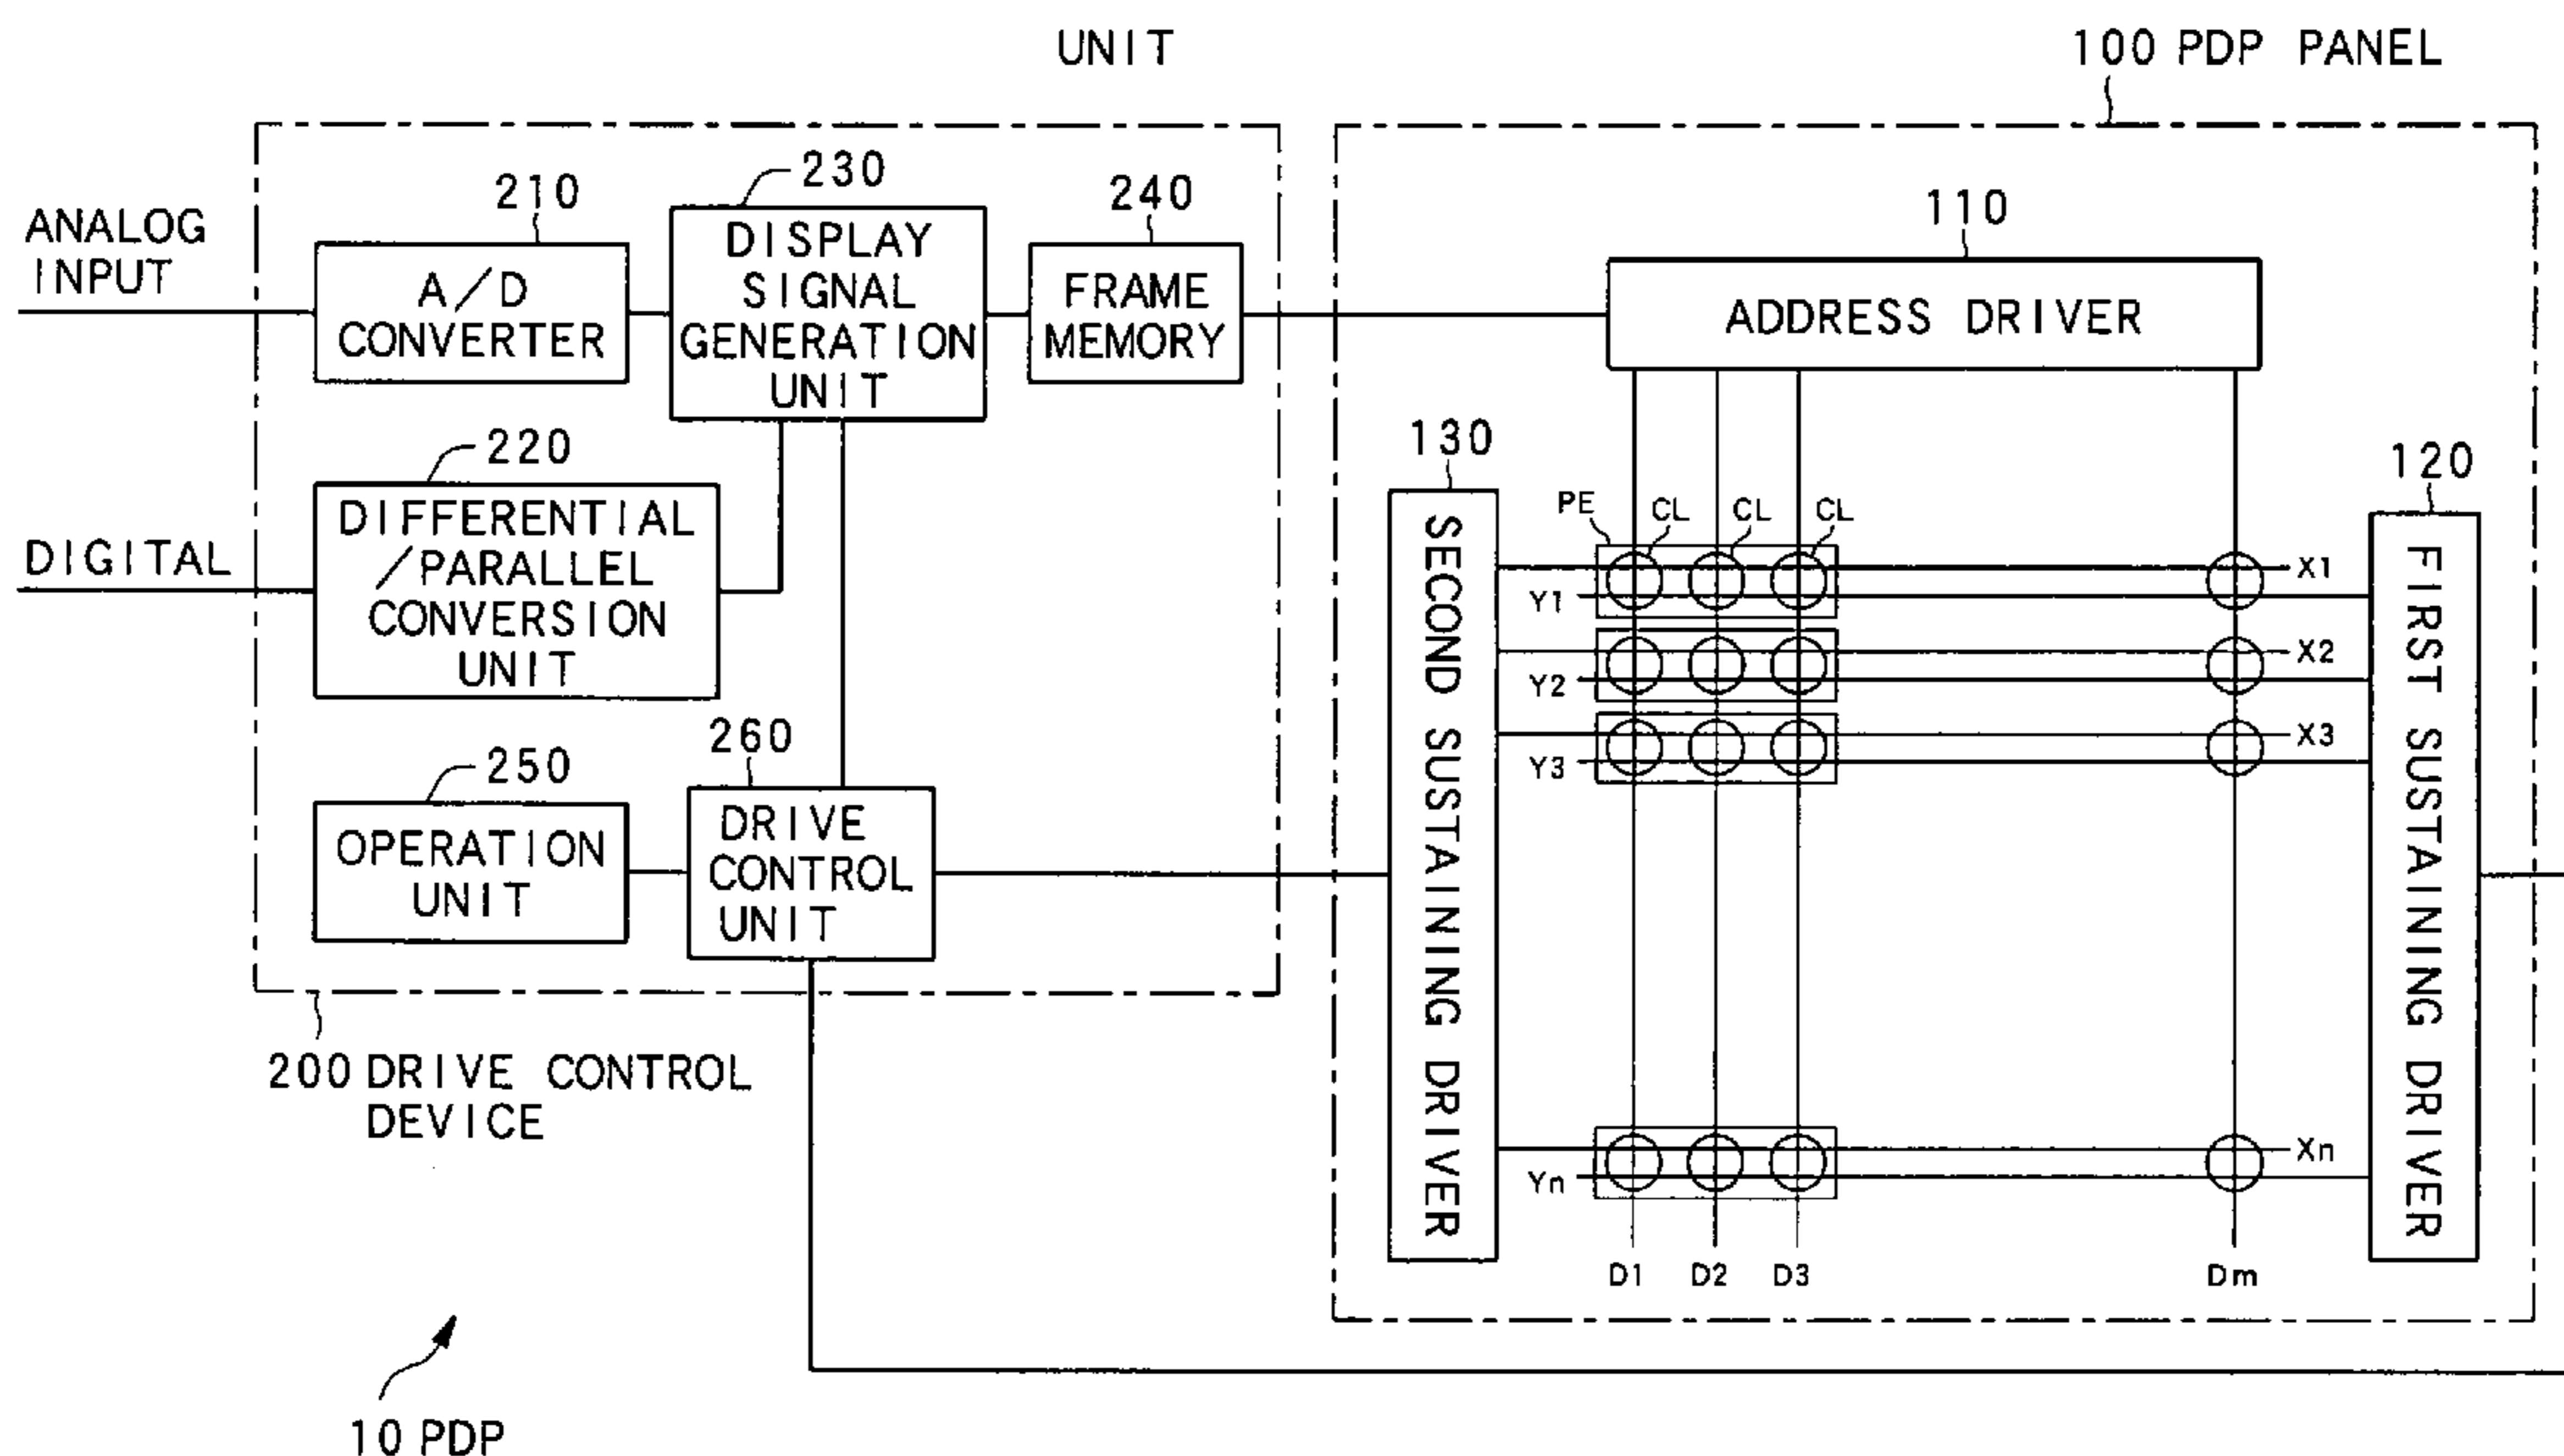 UNIT
100 PDP PANEL
230
210
240
110
ANALOG
INPUT
A/D
CONVERTER
DISPLAY
SIGNAL
GENERATION
UNIT
FRAME
MEMORY
ADDRESS DRIVER
220
130
120
DIGITAL
DIFFERENTIAL
/PARALLEL
CONVERSION
UNIT
PE
CL
CL
CL
X1
Y1
X2
Y2
X3
Y3
Xn
Yn
SECOND SUSTAINING DRIVER
FIRST SUSTAINING DRIVER
250
260
OPERATION
UNIT
DRIVE
CONTROL
UNIT
D1
D2
D3
Dm
200 DRIVE CONTROL
DEVICE
10 PDP